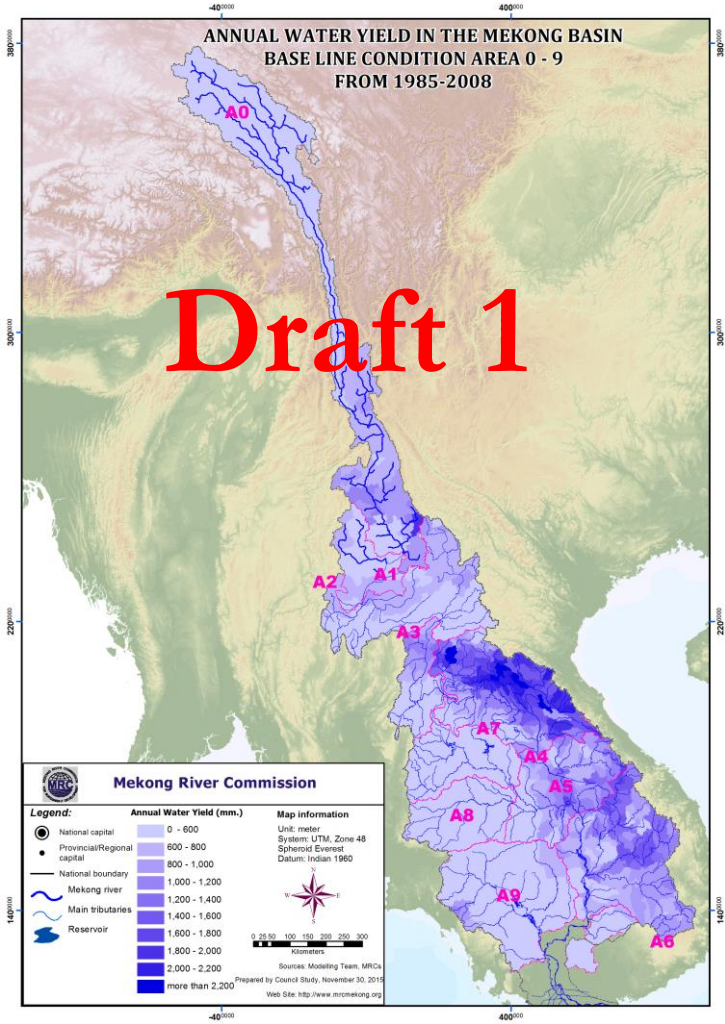 -40⁰⁰⁰⁰ 400⁰⁰⁰
ANNUAL WATER YIELD IN THE MEKONG BASIN
BASE LINE CONDITION AREA 0 - 9
FROM 1985-2008
A0
Draft 1
A1
A2
A3
A7
A4
A5
A8
A9
A6
MRC
Mekong River Commission
Legend:
National capital
Provincial/Regional
capital
National boundary
Mekong river
Main tributaries
Reservoir
Annual Water Yield (mm.)
0 - 600
600 - 800
800 - 1,000
1,000 - 1,200
1,200 - 1,400
1,400 - 1,600
1,600 - 1,800
1,800 - 2,000
2,000 - 2,200
more than 2,200
Map information
Unit: meter
System: UTM, Zone 48
Spheroid Everest
Datum: Indian 1960
N
W E
S
0 25 50 100 150 200 250 300
Kilometers
Sources: Modelling Team, MRCs
Prepared by Council Study, November 30, 2015
Web Site: http://www.mrcmekong.org